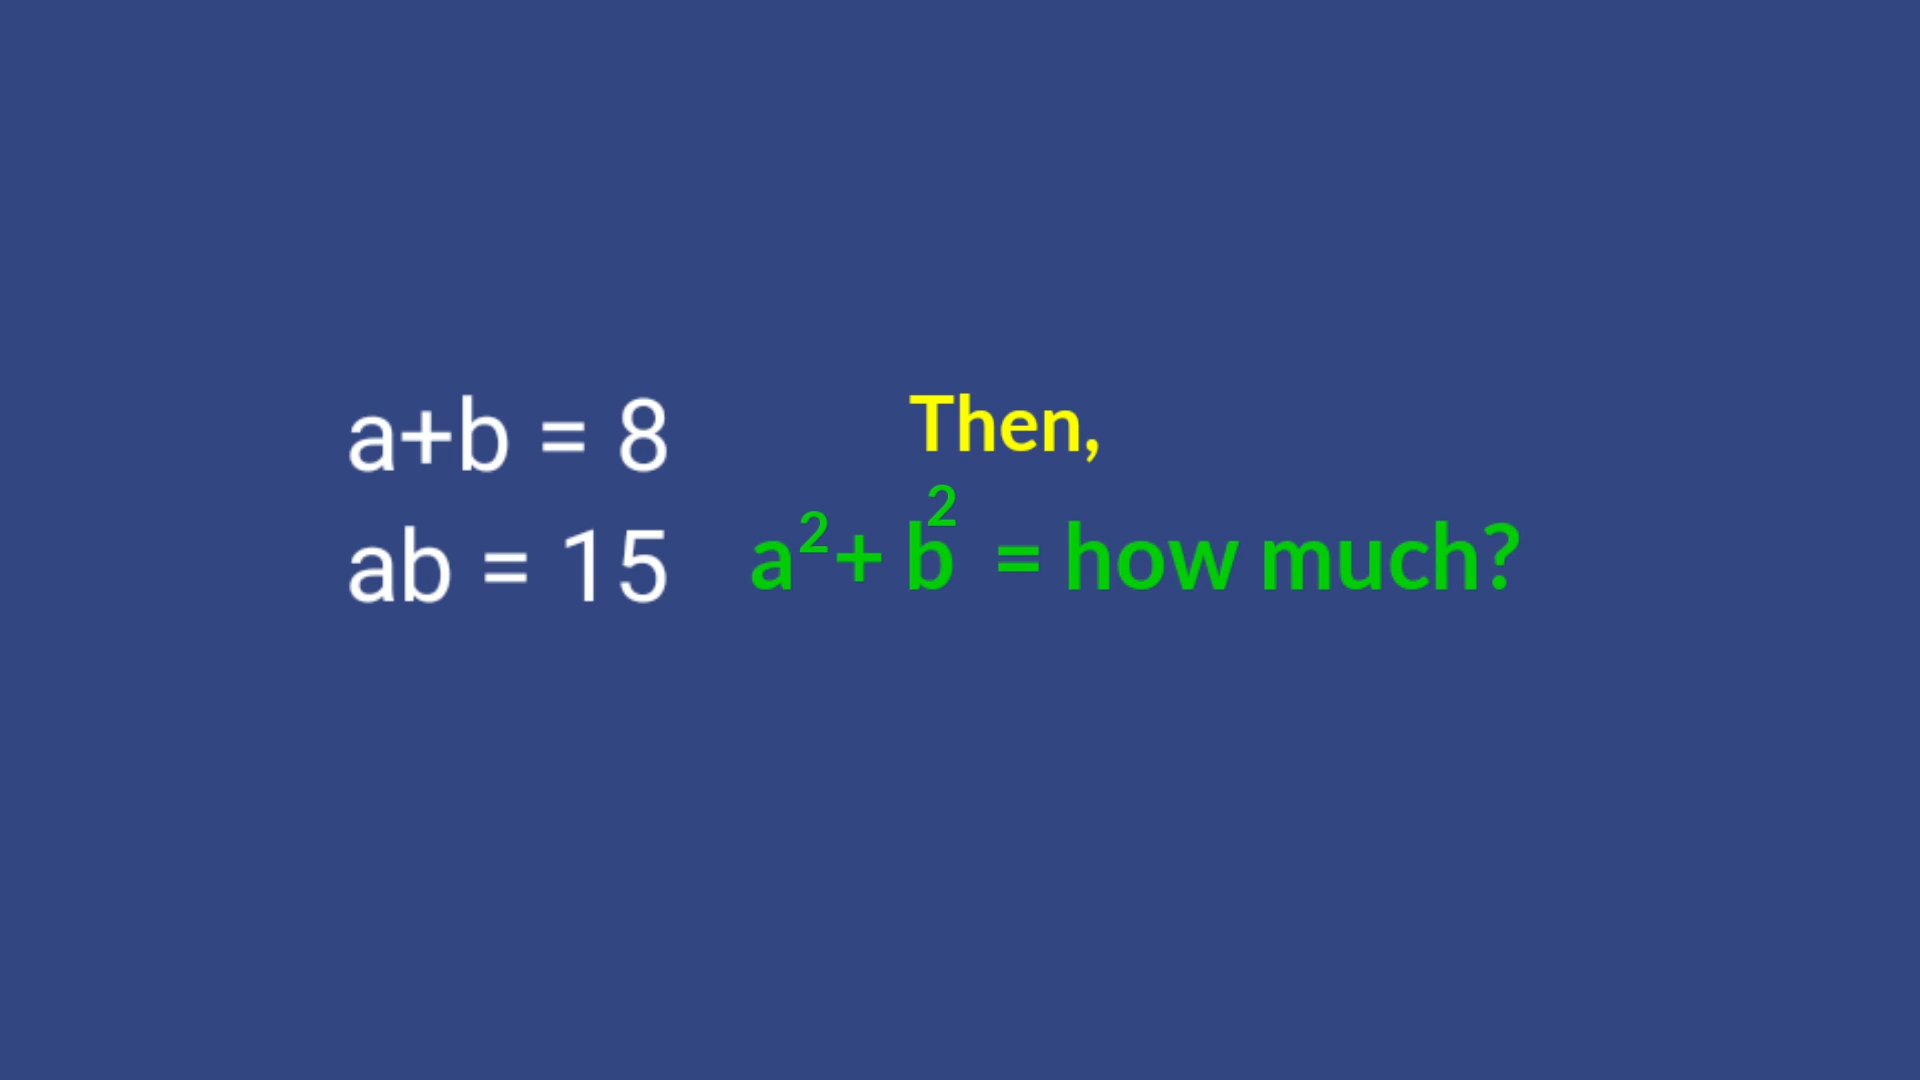 a+b = 8
ab = 15
Then,
a²+ b² = how much?